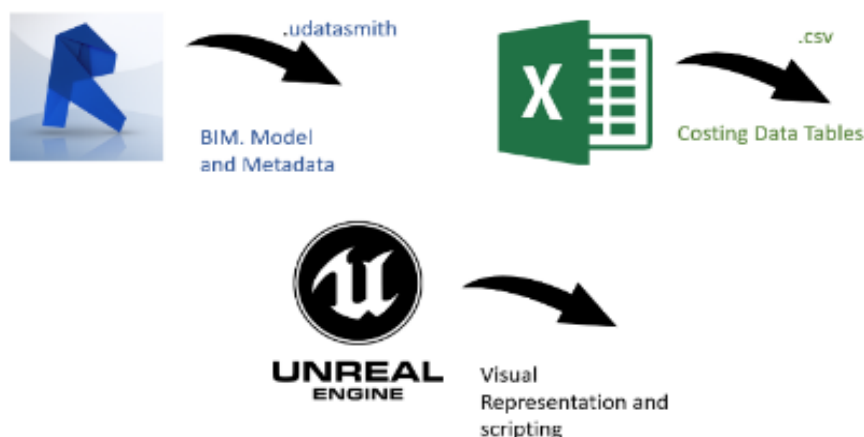 .udatasmith
BIM. Model
and Metadata
X
.csv
Costing Data Tables
UNREAL
ENGINE
Visual
Representation and
scripting